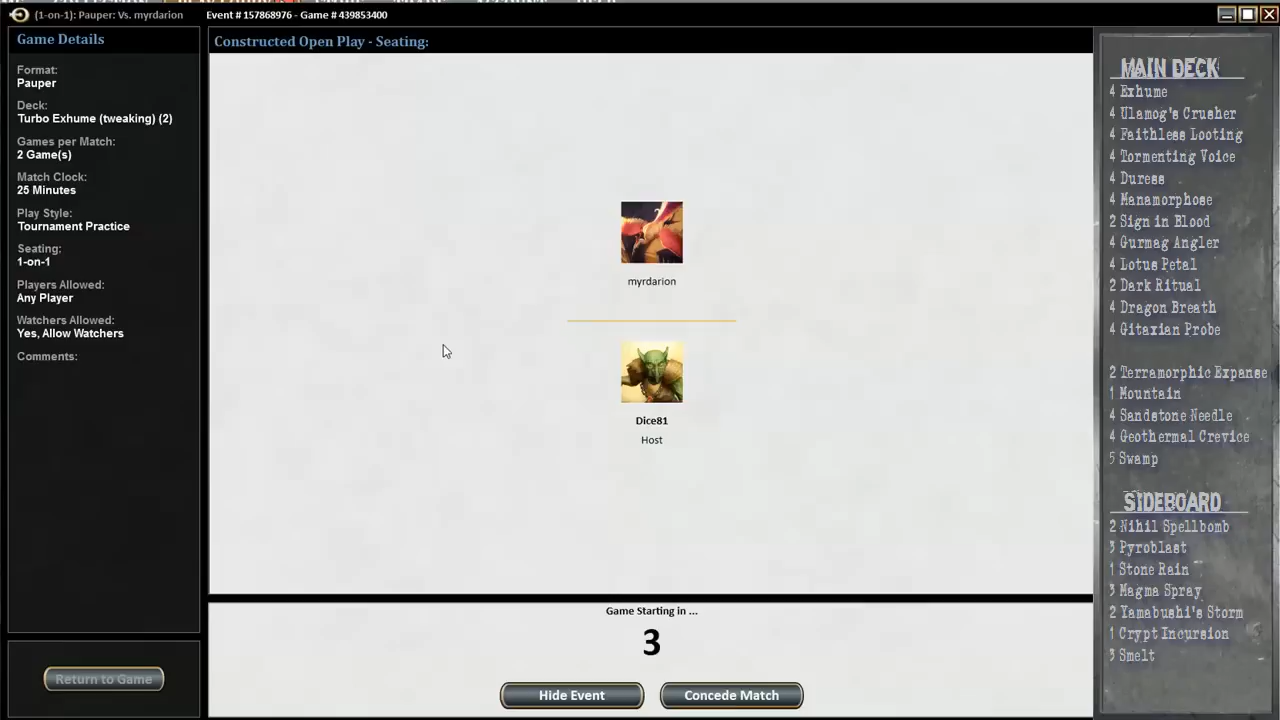 (1-on-1): Pauper: Vs. myrdarion Event # 157868976 - Game # 439853400
Game Details
Format:
Pauper
Deck:
Turbo Exhume (tweaking) (2)
Games per Match:
2 Game(s)
Match Clock:
25 Minutes
Play Style:
Tournament Practice
Seating:
1-on-1
Players Allowed:
Any Player
Watchers Allowed:
Yes, Allow Watchers
Comments:
Return to Game
Constructed Open Play - Seating:
myrdarion
Dice81
Host
Game Starting in ...
3
Hide Event
Concede Match
MAIN DECK
4 Exhume
4 Ulamog's Crusher
4 Faithless Looting
4 Tormenting Voice
4 Duress
4 Manamorphose
2 Sign in Blood
4 Gurmag Angler
4 Lotus Petal
2 Dark Ritual
4 Dragon Breath
4 Gitaxian Probe
2 Terramorphic Expanse
1 Mountain
4 Sandstone Needle
4 Geothermal Crevice
5 Swamp
SIDEBOARD
2 Nihil Spellbomb
3 Pyroblast
1 Stone Rain
3 Magma Spray
2 Yamabushi's Storm
1 Crypt Incursion
3 Smelt